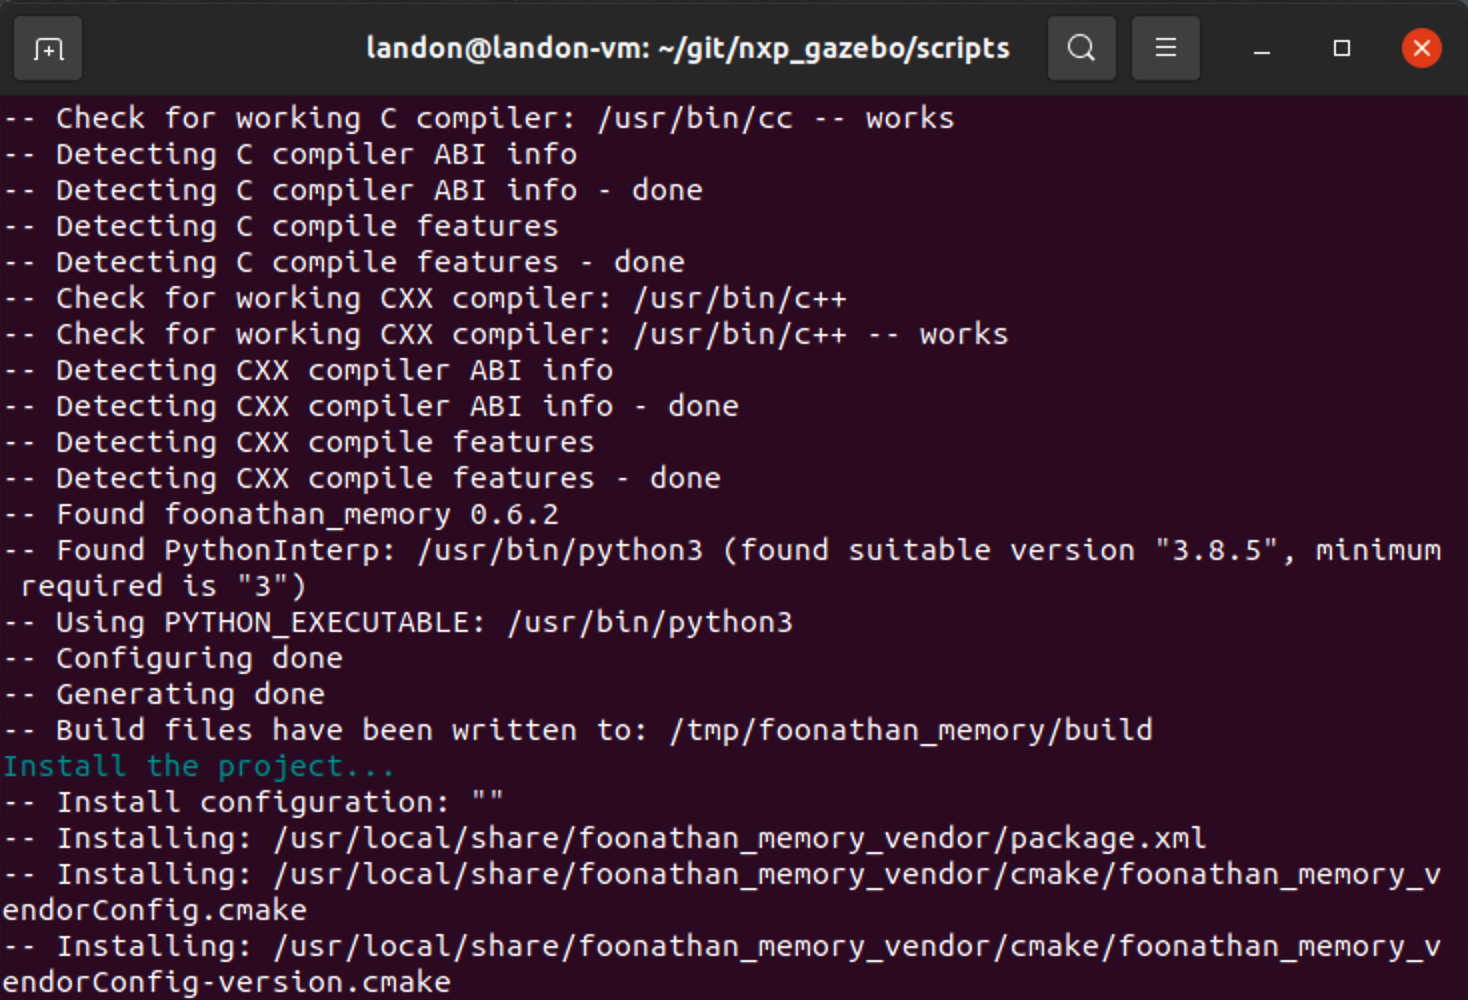 landon@landon-vm: ~/git/nxp_gazebo/scripts
-- Check for working C compiler: /usr/bin/cc -- works
-- Detecting C compiler ABI info
-- Detecting C compiler ABI info - done
-- Detecting C compile features
-- Detecting C compile features - done
-- Check for working CXX compiler: /usr/bin/c++
-- Check for working CXX compiler: /usr/bin/c++ -- works
-- Detecting CXX compiler ABI info
-- Detecting CXX compiler ABI info - done
-- Detecting CXX compile features
-- Detecting CXX compile features - done
-- Found foonathan_memory 0.6.2
-- Found PythonInterp: /usr/bin/python3 (found suitable version "3.8.5", minimum
 required is "3")
-- Using PYTHON_EXECUTABLE: /usr/bin/python3
-- Configuring done
-- Generating done
-- Build files have been written to: /tmp/foonathan_memory/build
Install the project...
-- Install configuration: ""
-- Installing: /usr/local/share/foonathan_memory_vendor/package.xml
-- Installing: /usr/local/share/foonathan_memory_vendor/cmake/foonathan_memory_v
endorConfig.cmake
-- Installing: /usr/local/share/foonathan_memory_vendor/cmake/foonathan_memory_v
endorConfig-version.cmake